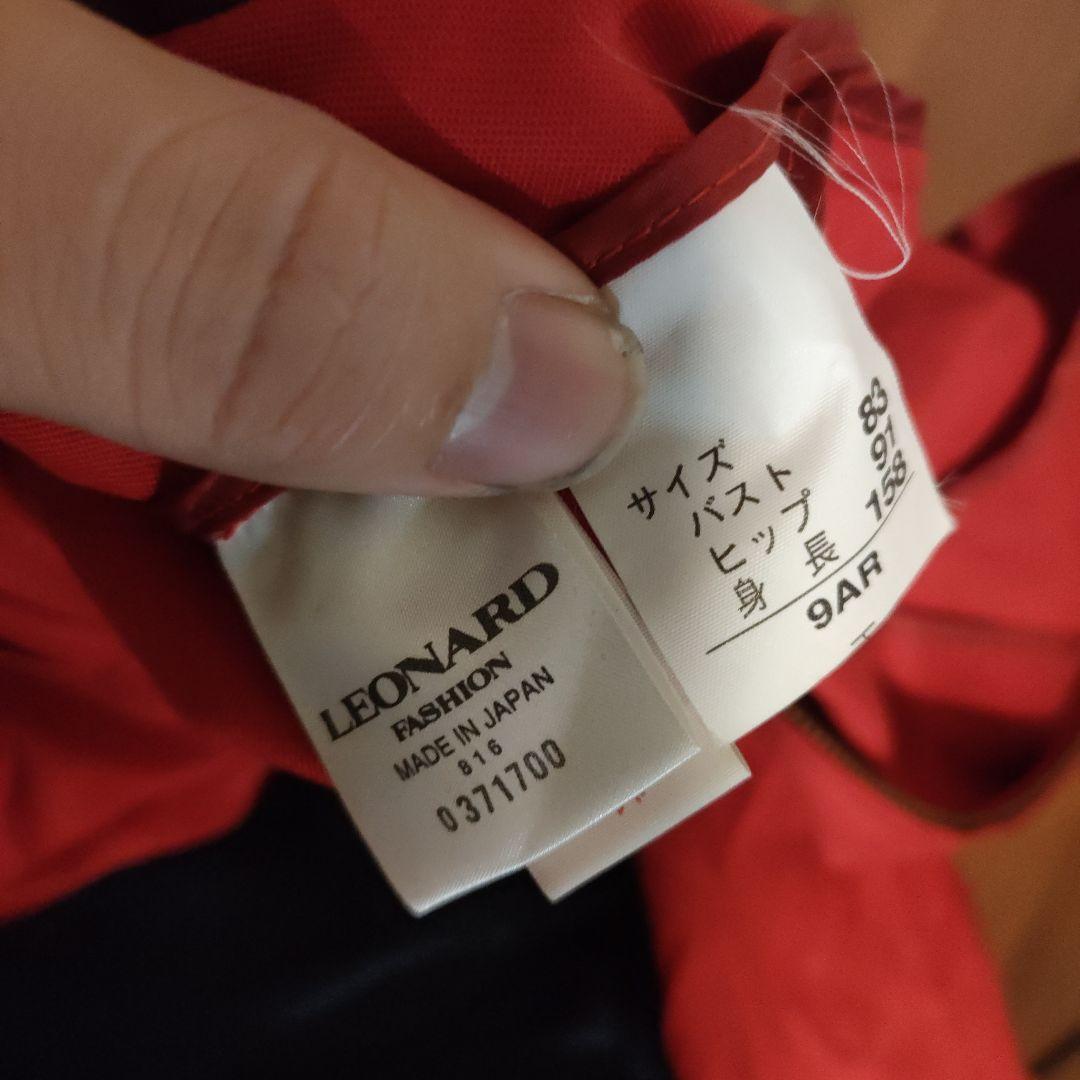 LEONARD
FASHION
MADE IN JAPAN
816
0371700
サイズ
バスト 83
ヒップ 91
身長 158
9AR